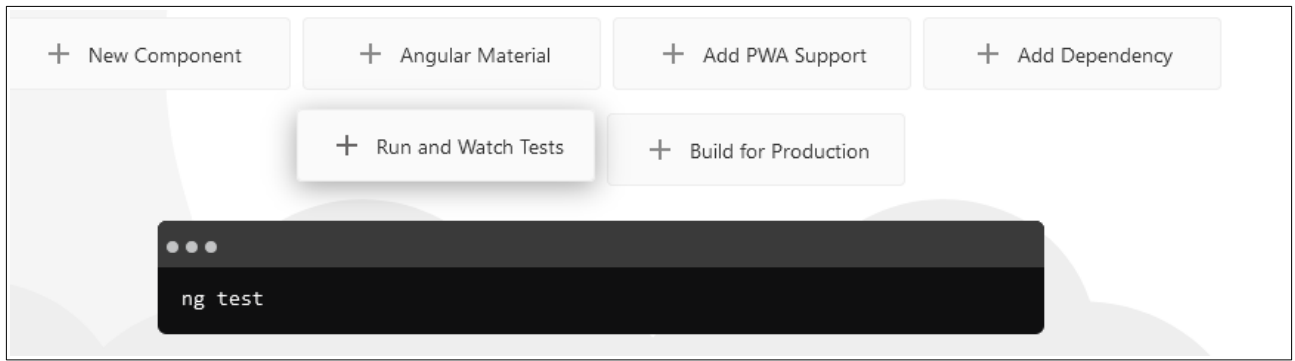 + New Component
+ Angular Material
+ Add PWA Support
+ Add Dependency
+ Run and Watch Tests
+ Build for Production
ng test